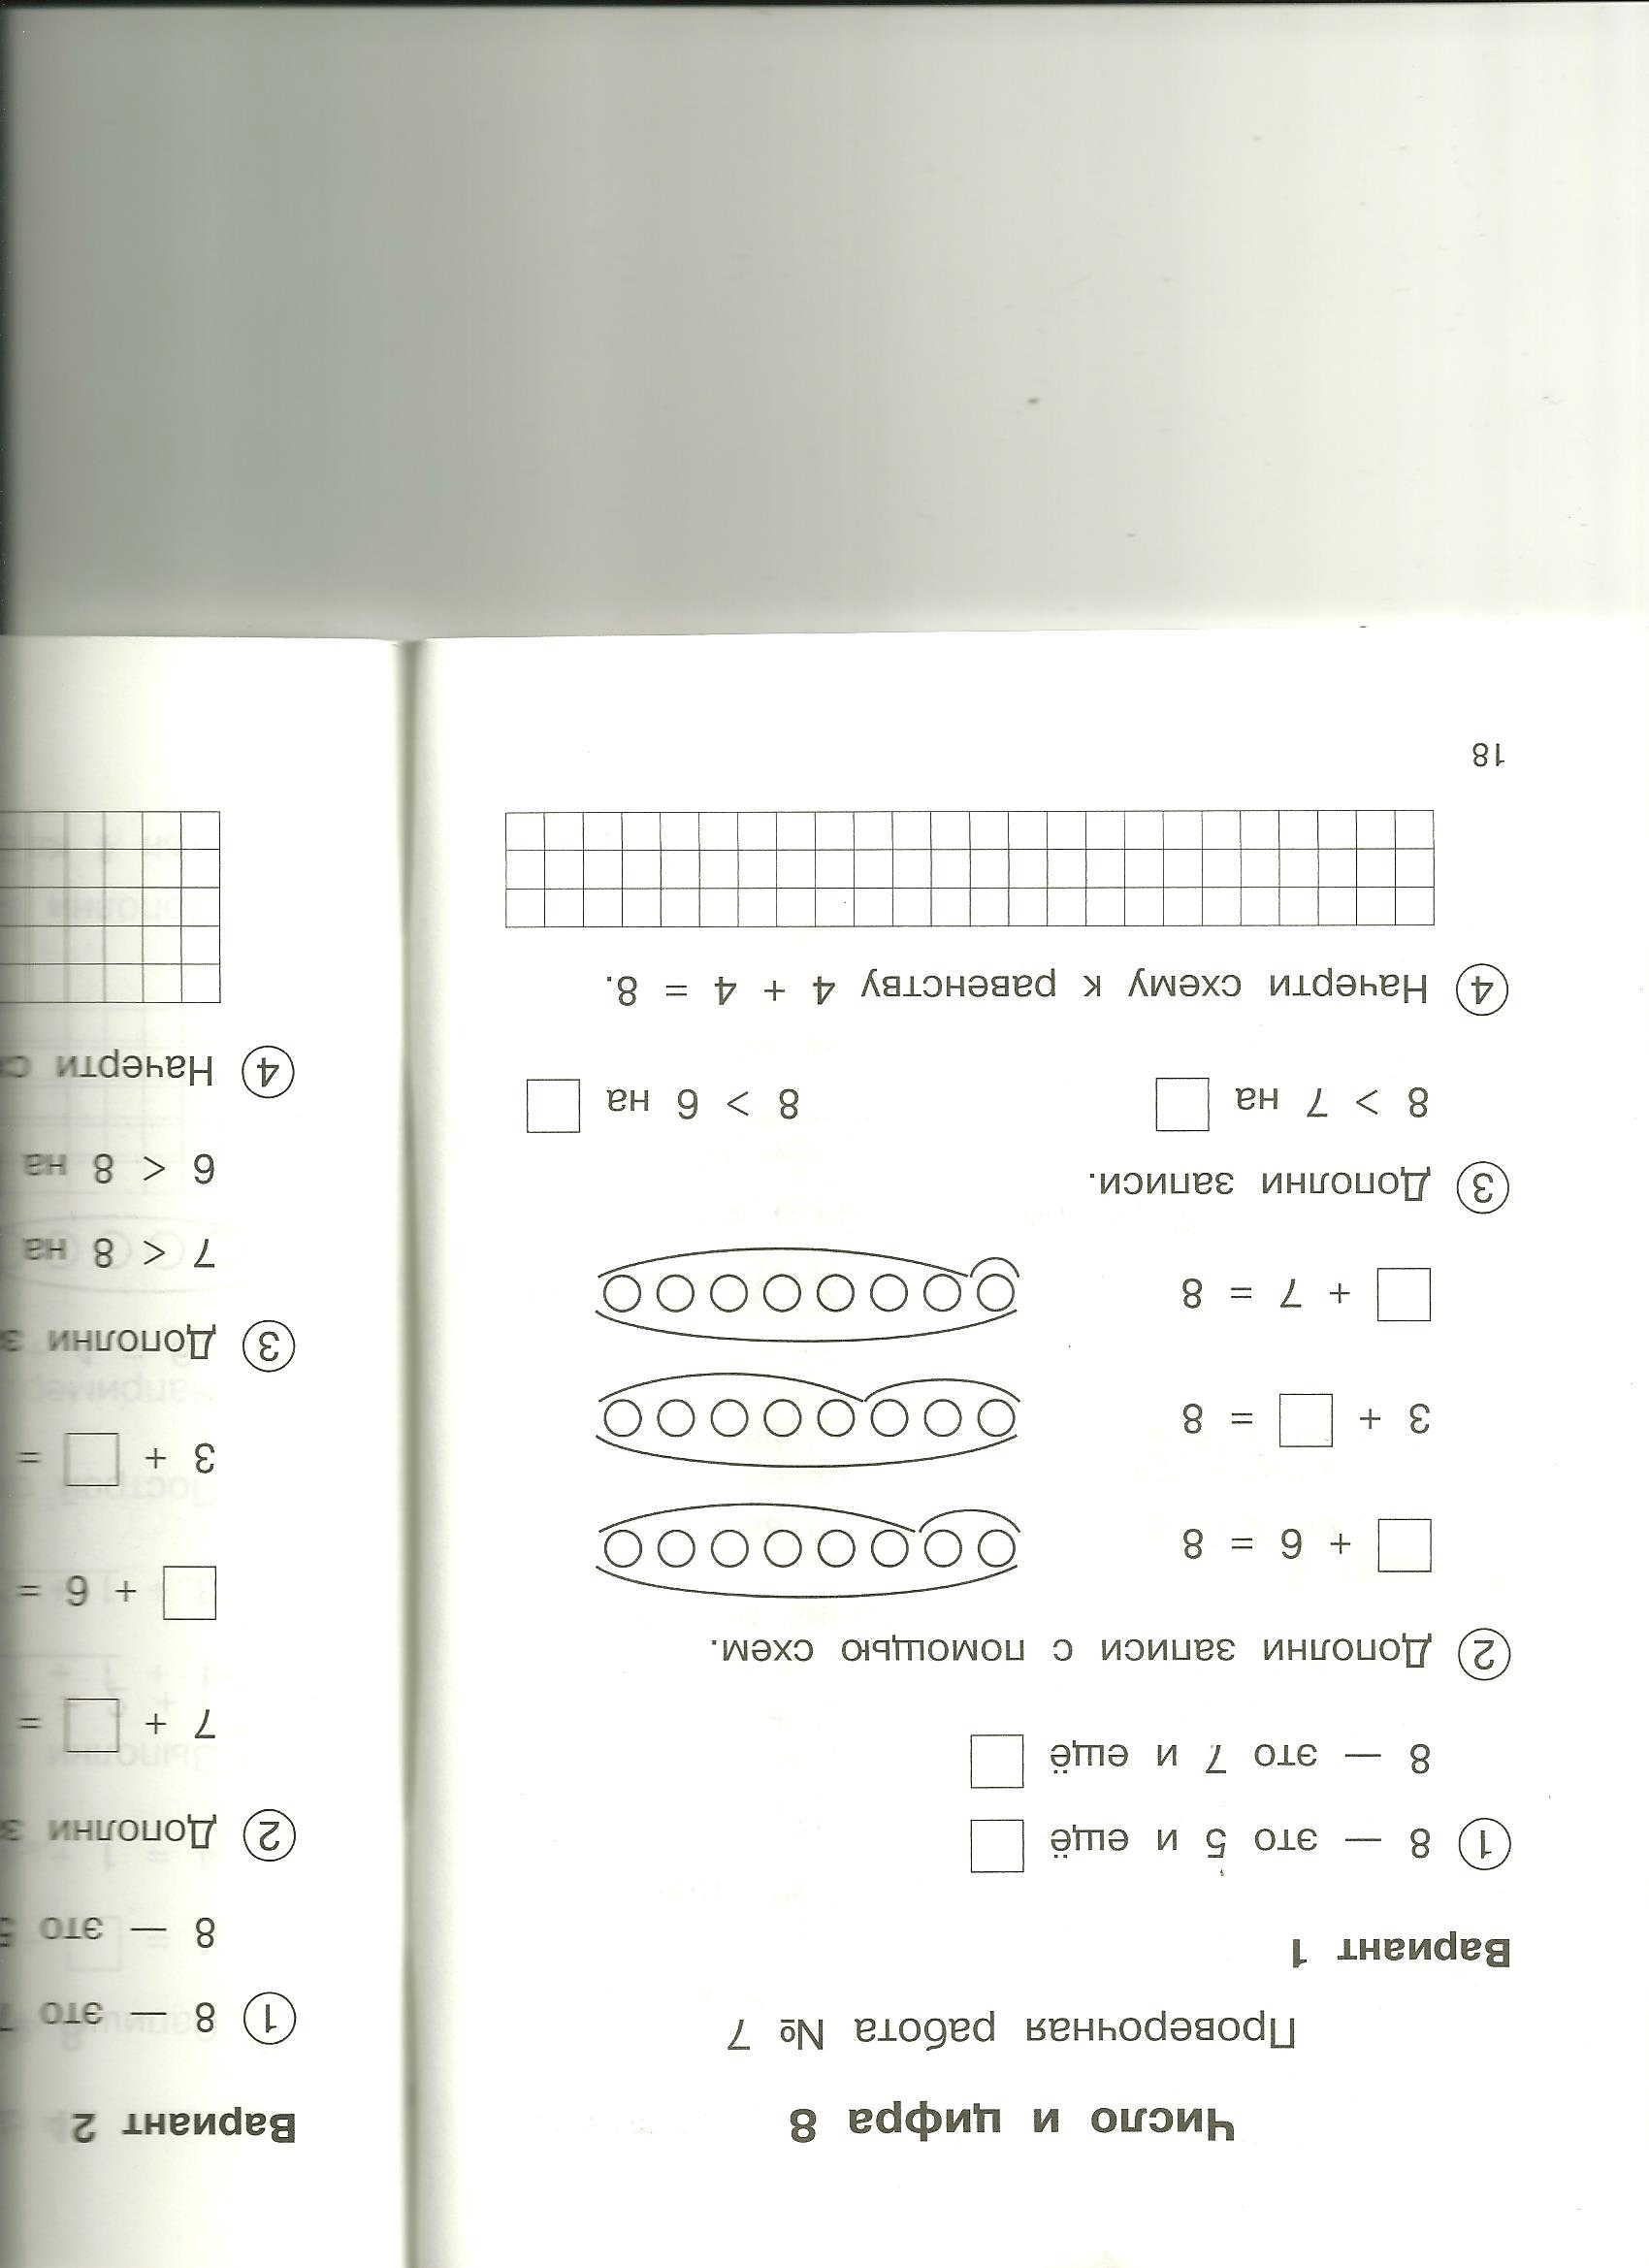 Число и цифра 8
Проверочная работа № 7
Вариант 1
1 8 — это 5 и ещё
8 — это 7 и ещё
2 Дополни записи с помощью схем.
+ 6 = 8
3 + = 8
+ 7 = 8
3 Дополни записи.
8 > 7 на 8 > 6 на
4 Начерти схему к равенству 4 + 4 = 8.
18
Вариант 2
1 8 — это 7
8 — это 5
2 Дополни
7 + =
+ 6 =
3 + =
3 Дополни
7 < 8 на
6 < 8 на
4 Начерти